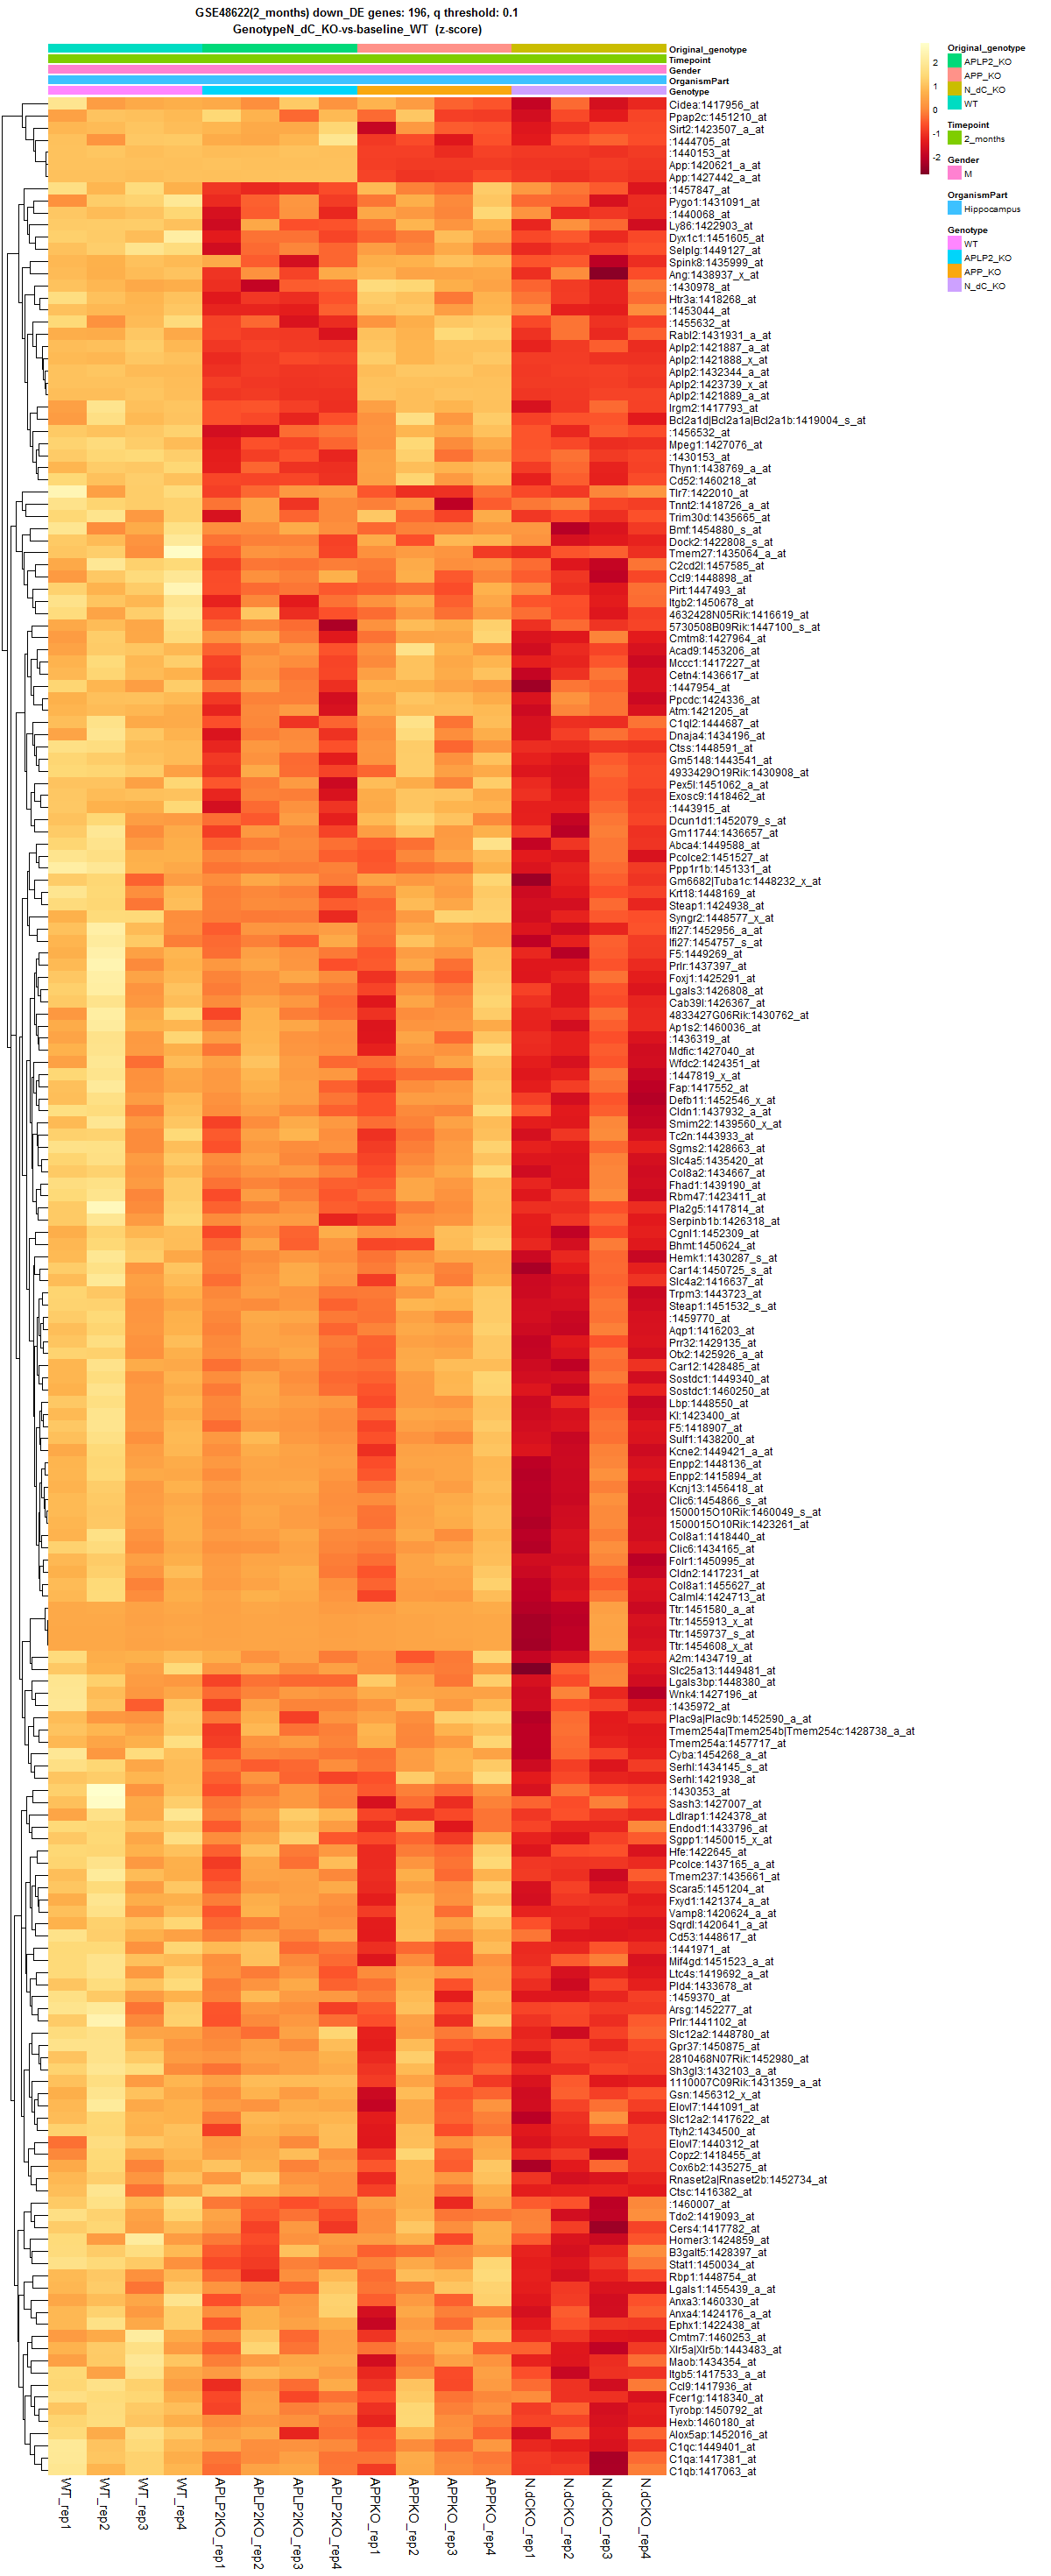 GSE48622(2_months) down_DE genes: 196, q threshold: 0.1
GenotypeN_dC_KO-vs-baseline_WT (z-score)
Original_genotype
Timepoint
Gender
OrganismPart
Genotype
2
1
0
-1
-2
Original_genotype
APLP2_KO
APP_KO
N_dC_KO
WT
Timepoint
2_months
Gender
M
OrganismPart
Hippocampus
Genotype
WT
APLP2_KO
APP_KO
N_dC_KO
Cidea:1417956_at
Ppap2c:1451210_at
Sirt2:1423507_a_at
:1444705_at
:1440153_at
App:1420621_a_at
App:1427442_a_at
:1457847_at
Pygo1:1431091_at
:1440068_at
Ly86:1422903_at
Dyx1c1:1451605_at
Selplg:1449127_at
Spink8:1435999_at
Ang:1438937_x_at
:1430978_at
Htr3a:1418268_at
:1453044_at
:1455632_at
Rabl2:1431931_a_at
Aplp2:1421887_a_at
Aplp2:1421888_x_at
Aplp2:1432344_a_at
Aplp2:1423739_x_at
Aplp2:1421889_a_at
Irgm2:1417793_at
Bcl2a1d|Bcl2a1a|Bcl2a1b:1419004_s_at
:1456532_at
Mpeg1:1427076_at
:1430153_at
Thyn1:1438769_a_at
Cd52:1460218_at
Tlr7:1422010_at
Tnnt2:1418726_a_at
Trim30d:1435665_at
Bmf:1454880_s_at
Dock2:1422808_s_at
Tmem27:1435064_a_at
C2cd2l:1457585_at
Ccl9:1448898_at
Pirt:1447493_at
Itgb2:1450678_at
4632428N05Rik:1416619_at
5730508B09Rik:1447100_s_at
Cmtm8:1427964_at
Acad9:1453206_at
Mccc1:1417227_at
Cetn4:1436617_at
:1447954_at
Ppcdc:1424336_at
Atm:1421205_at
C1ql2:1444687_at
Dnaja4:1434196_at
Ctss:1448591_at
Gm5148:1443541_at
4933429O19Rik:1430908_at
Pex5l:1451062_a_at
Exosc9:1418462_at
:1443915_at
Dcun1d1:1452079_s_at
Gm11744:1436657_at
Abca4:1449588_at
Pcolce2:1451527_at
Ppp1r1b:1451331_at
Gm6682|Tuba1c:1448232_x_at
Krt18:1448169_at
Steap1:1424938_at
Syngr2:1448577_x_at
Ifi27:1452956_a_at
Ifi27:1454757_s_at
F5:1449269_at
Prlr:1437397_at
Foxj1:1425291_at
Lgals3:1426808_at
Cab39l:1426367_at
4833427G06Rik:1430762_at
Ap1s2:1460036_at
:1436319_at
Mdfic:1427040_at
Wfdc2:1424351_at
:1447819_x_at
Fap:1417552_at
Defb11:1452546_x_at
Cldn1:1437932_a_at
Smim22:1439560_x_at
Tc2n:1443933_at
Sgms2:1428663_at
Slc4a5:1435420_at
Col8a2:1434667_at
Fhad1:1439190_at
Rbm47:1423411_at
Pla2g5:1417814_at
Serpinb1b:1426318_at
Cgnl1:1452309_at
Bhmt:1450624_at
Hemk1:1430287_s_at
Car14:1450725_s_at
Slc4a2:1416637_at
Trpm3:1443723_at
Steap1:1451532_s_at
:1459770_at
Aqp1:1416203_at
Prr32:1429135_at
Otx2:1425926_a_at
Car12:1428485_at
Sostdc1:1449340_at
Sostdc1:1460250_at
Lbp:1448550_at
Kl:1423400_at
F5:1418907_at
Sulf1:1438200_at
Kcne2:1449421_a_at
Enpp2:1448136_at
Enpp2:1415894_at
Kcnj13:1456418_at
Clic6:1454866_s_at
1500015O10Rik:1460049_s_at
1500015O10Rik:1423261_at
Col8a1:1418440_at
Clic6:1434165_at
Folr1:1450995_at
Cldn2:1417231_at
Col8a1:1455627_at
Calml4:1424713_at
Ttr:1451580_a_at
Ttr:1455913_x_at
Ttr:1459737_s_at
Ttr:1454608_x_at
A2m:1434719_at
Slc25a13:1449481_at
Lgals3bp:1448380_at
Wnk4:1427196_at
:1435972_at
Plac9a|Plac9b:1452590_a_at
Tmem254a|Tmem254b|Tmem254c:1428738_a_at
Tmem254a:1457717_at
Cyba:1454268_a_at
Serhl:1434145_s_at
Serhl:1421938_at
:1430353_at
Sash3:1427007_at
Ldlrap1:1424378_at
Endod1:1433796_at
Sgpp1:1450015_x_at
Hfe:1422645_at
Pcolce:1437165_a_at
Tmem237:1435661_at
Scara5:1451204_at
Fxyd1:1421374_a_at
Vamp8:1420624_a_at
Sqrdl:1420641_a_at
Cd53:1448617_at
:1441971_at
Mif4gd:1451523_a_at
Ltc4s:1419692_a_at
Pld4:1433678_at
:1459370_at
Arsg:1452277_at
Prlr:1441102_at
Slc12a2:1448780_at
Gpr37:1450875_at
2810468N07Rik:1452980_at
Sh3gl3:1432103_a_at
1110007C09Rik:1431359_a_at
Gsn:1456312_x_at
Elovl7:1441091_at
Slc12a2:1417622_at
Ttyh2:1434500_at
Elovl7:1440312_at
Copz2:1418455_at
Cox6b2:1435275_at
Rnaset2a|Rnaset2b:1452734_at
Ctsc:1416382_at
:1460007_at
Tdo2:1419093_at
Cers4:1417782_at
Homer3:1424859_at
B3galt5:1428397_at
Stat1:1450034_at
Rbp1:1448754_at
Lgals1:1455439_a_at
Anxa3:1460330_at
Anxa4:1424176_a_at
Ephx1:1422438_at
Cmtm7:1460253_at
Xlr5a|Xlr5b:1443483_at
Maob:1434354_at
Itgb5:1417533_a_at
Ccl9:1417936_at
Fcer1g:1418340_at
Tyrobp:1450792_at
Hexb:1460180_at
Alox5ap:1452016_at
C1qc:1449401_at
C1qa:1417381_at
C1qb:1417063_at
WT_rep1
WT_rep2
WT_rep3
WT_rep4
APLP2KO_rep1
APLP2KO_rep2
APLP2KO_rep3
APLP2KO_rep4
APPKO_rep1
APPKO_rep2
APPKO_rep3
APPKO_rep4
N.dCKO_rep1
N.dCKO_rep2
N.dCKO_rep3
N.dCKO_rep4